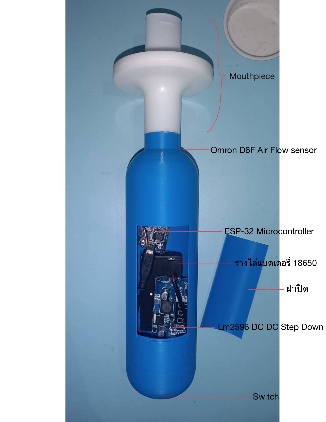 Mouthpiece
Omron D6F Air Flow sensor
ESP-32 Microcontroller
รางใส่แบตเตอรี่ 18650
ฝาปิด
Lm2596 DC DC Step Down
Switch